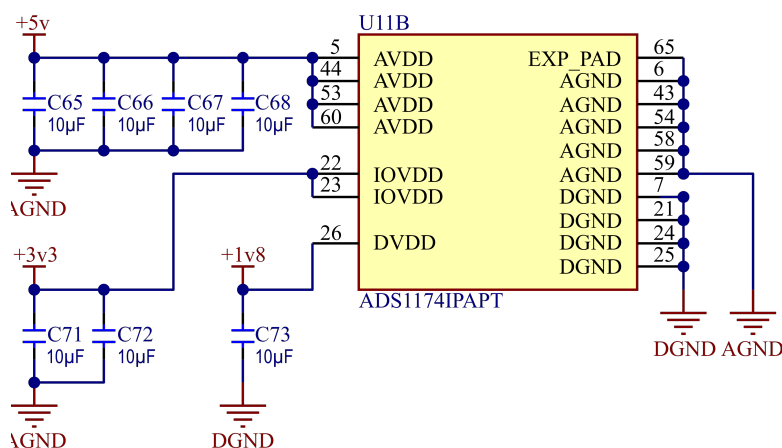 +5v
U11B
5 AVDD EXP_PAD 65
44 AVDD AGND 6
53 AVDD AGND 43
60 AVDD AGND 54
AGND 58
22 IOVDD AGND 59
23 IOVDD DGND 7
DGND 21
26 DVDD DGND 24
DGND 25
C65 C66 C67 C68
10µF 10µF 10µF 10µF
AGND
+3v3 +1v8
ADS1174IPAPT
C71 C72 C73
10µF 10µF 10µF
DGND AGND
AGND DGND